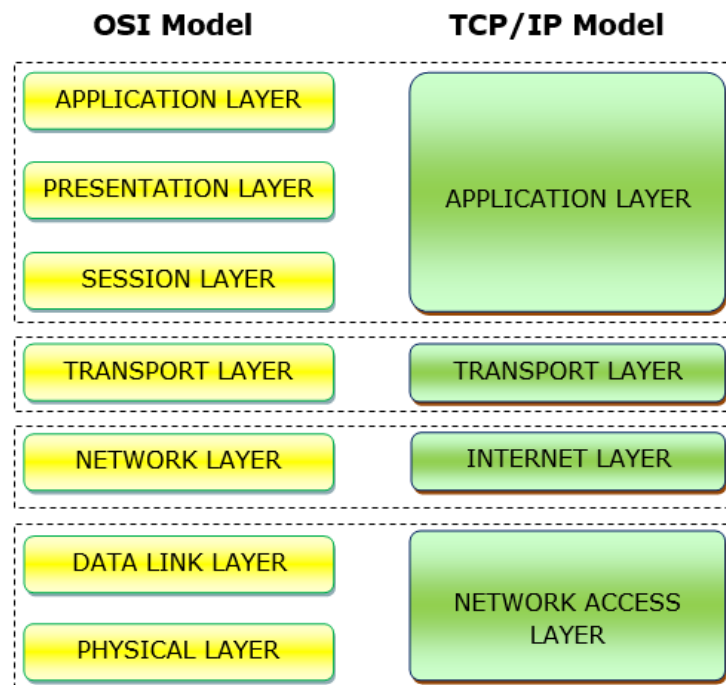 OSI Model
TCP/IP Model
APPLICATION LAYER
PRESENTATION LAYER
SESSION LAYER
APPLICATION LAYER
TRANSPORT LAYER
TRANSPORT LAYER
NETWORK LAYER
INTERNET LAYER
DATA LINK LAYER
PHYSICAL LAYER
NETWORK ACCESS
LAYER